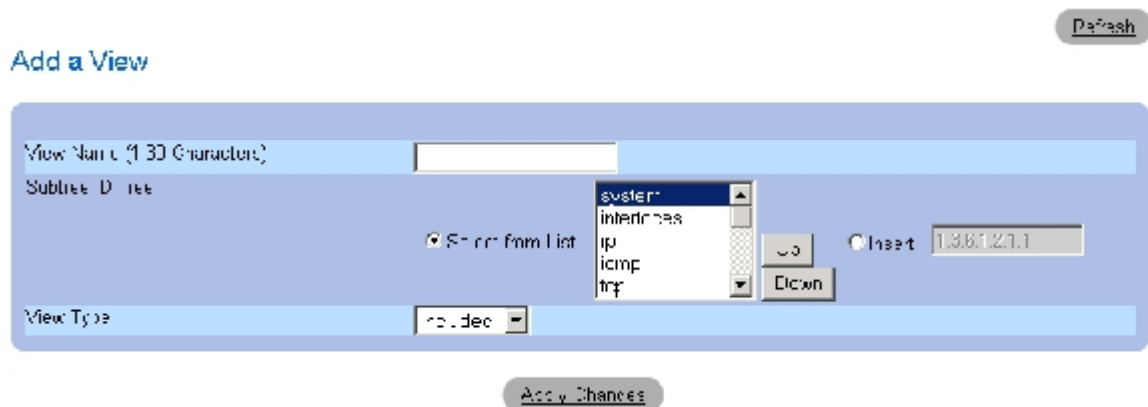 Refresh
Add a View
View Name (1-30 Characters)
Subtree ID Tree
Select from List
system
interfaces
ip
icmp
tcp
Up
Down
Insert
1.3.6.1.2.1.1
View Type
Included
Apply Changes